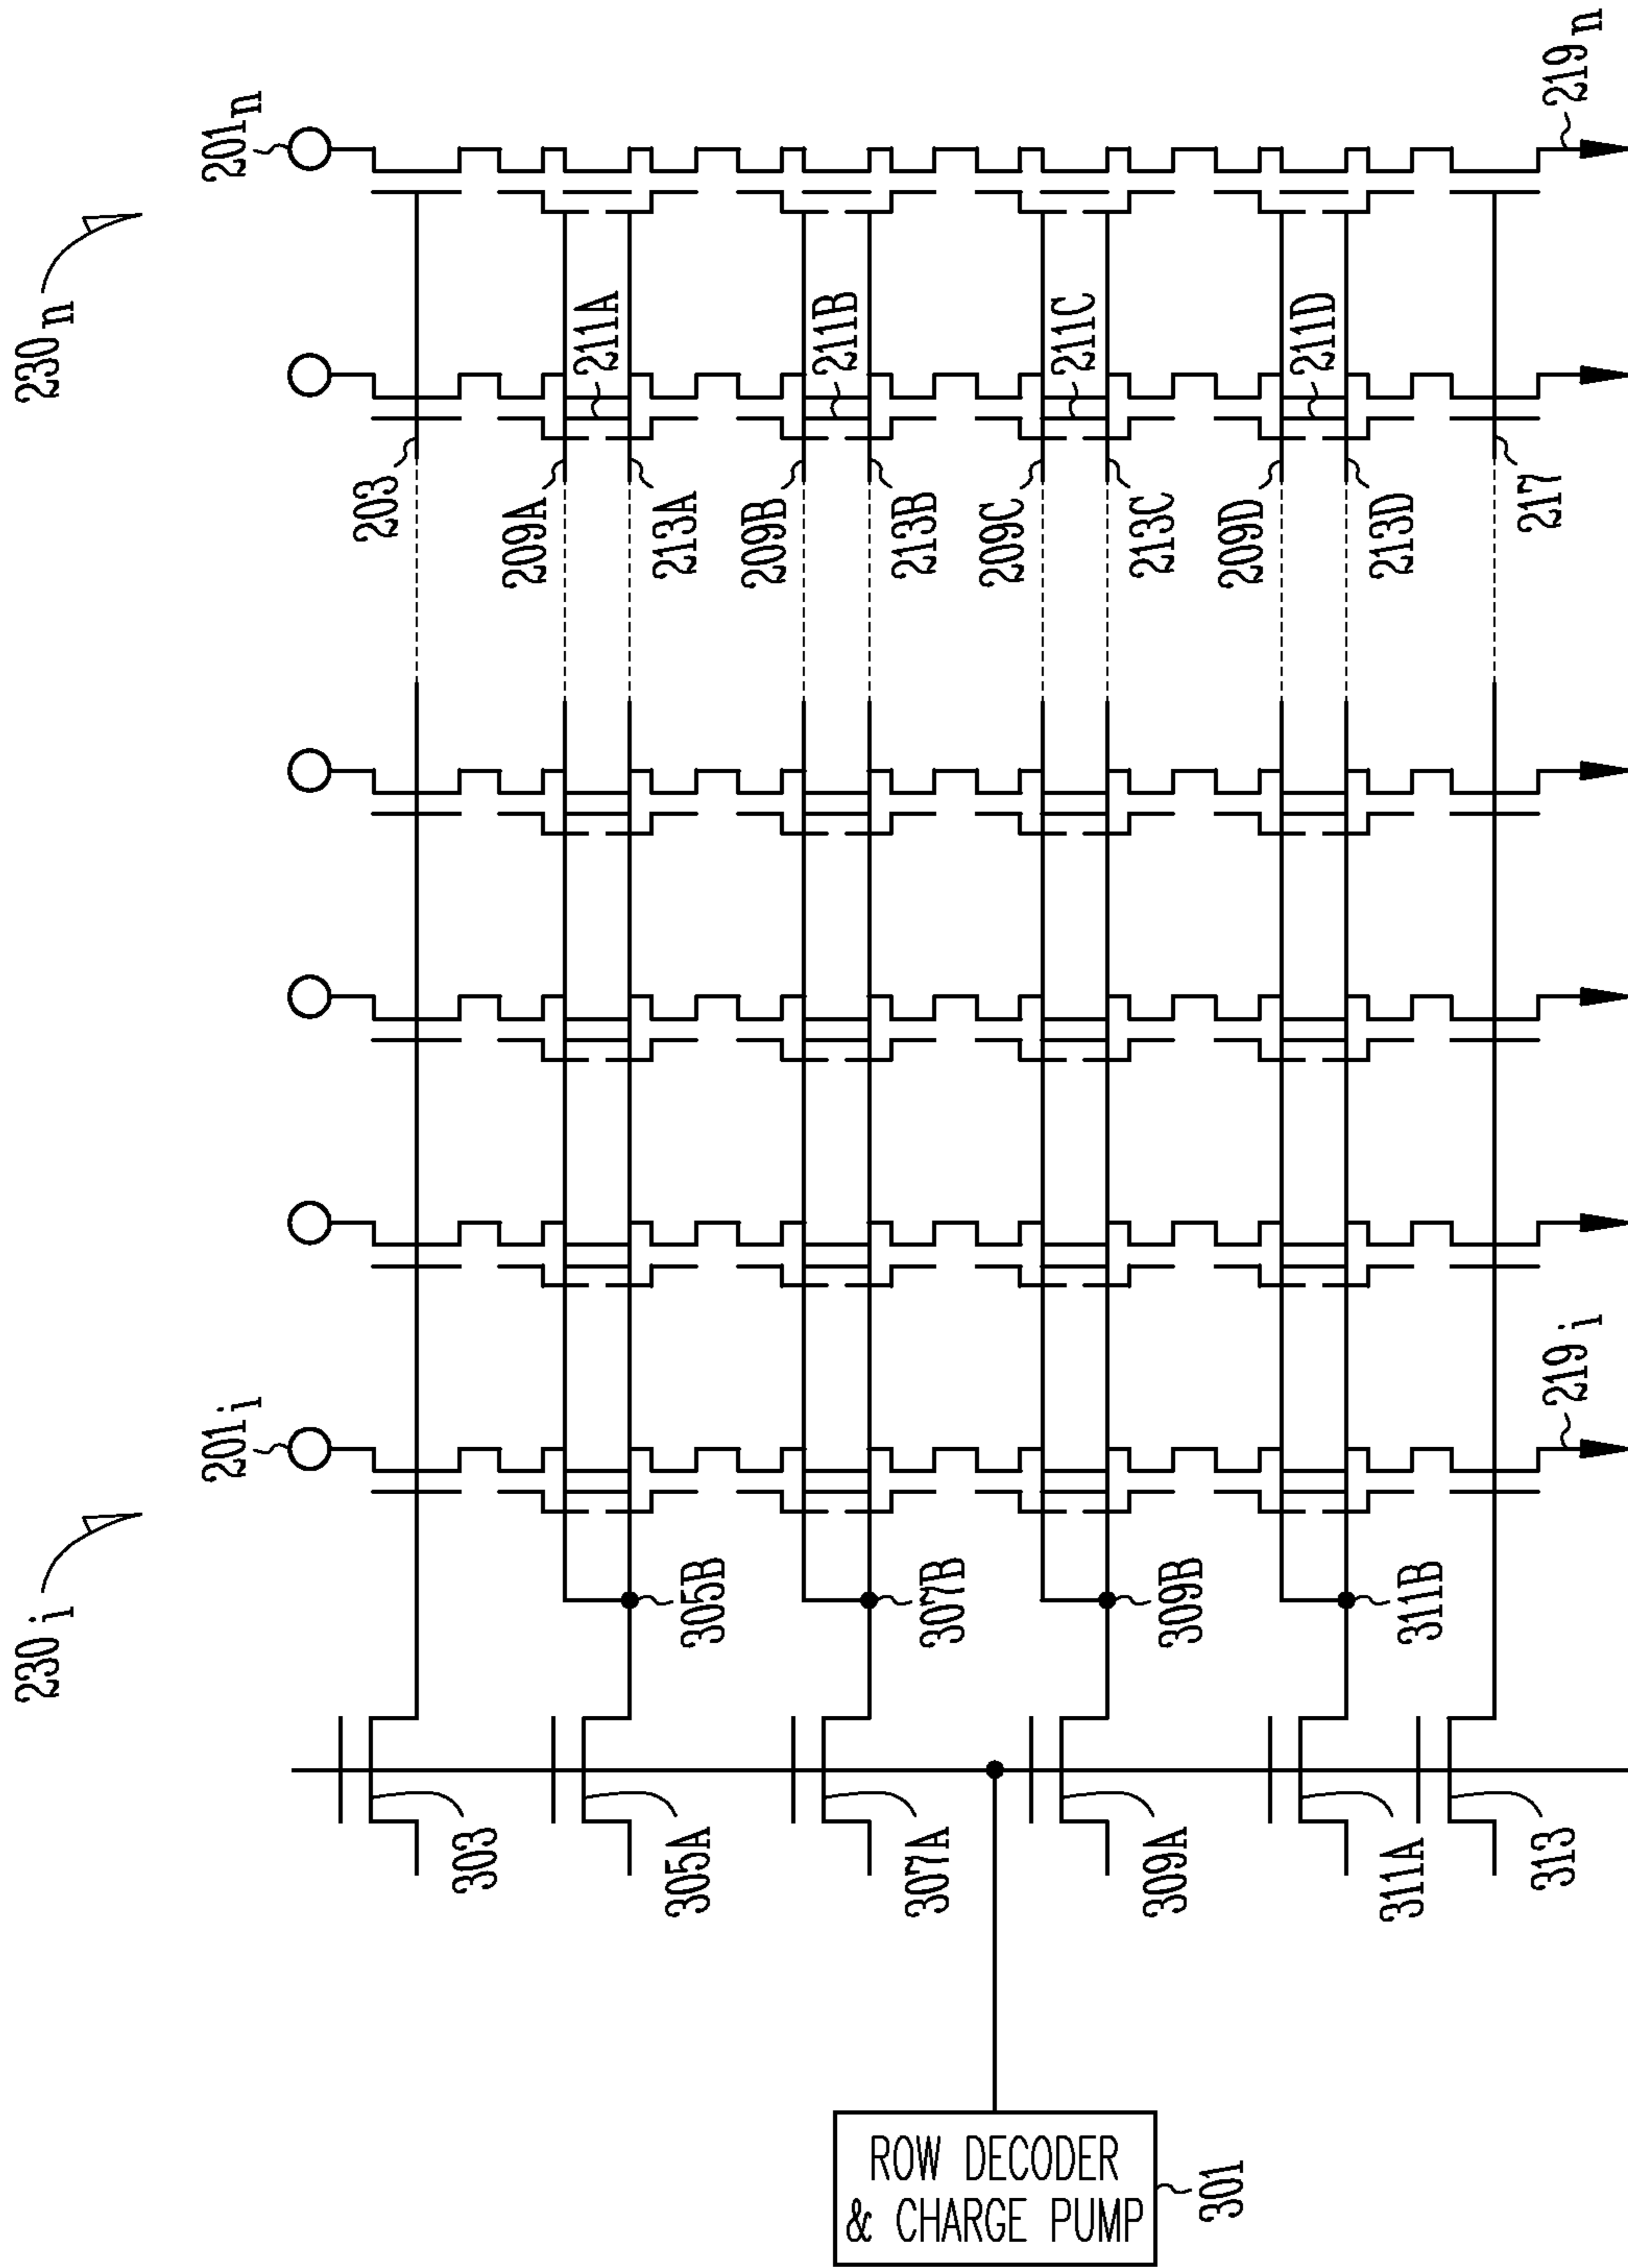 230i
230n
201i
201n
203
209A
211A
213A
305B
209B
211B
213B
307B
209C
211C
213C
309B
209D
211D
213D
311B
217
219i
219n
303
305A
307A
309A
311A
313
ROW DECODER
& CHARGE PUMP
301